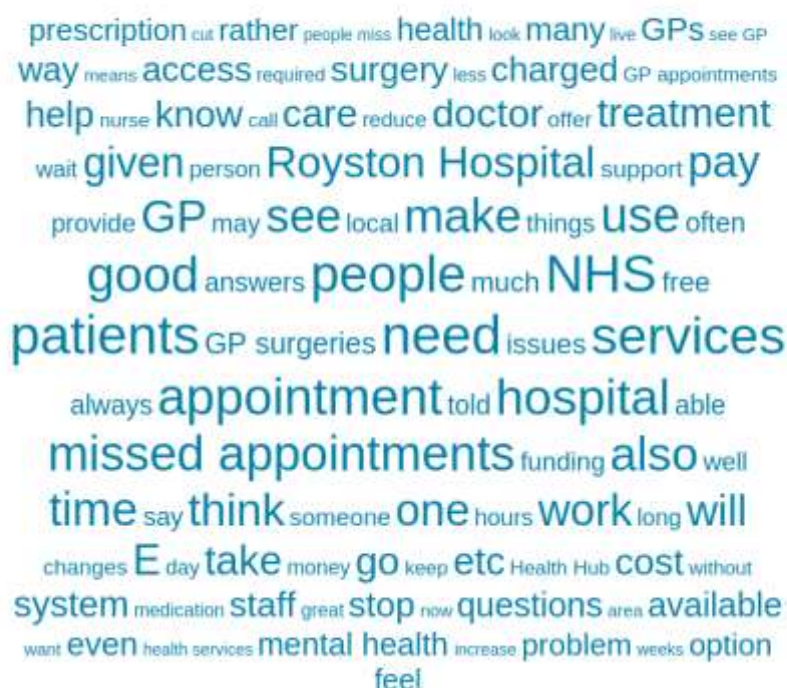 prescription cut rather people miss health look many live GPs see GP
way means access required surgery less charged GP appointments
help nurse know call care reduce doctor offer treatment
wait given person Royston Hospital support pay
provide GP may see local make things use often
good answers people much NHS free
patients GP surgeries need issues services
always appointment told hospital able
missed appointments funding also well
time say think someone one hours work long will
changes E day take money go keep etc Health Hub cost without
system medication staff great stop now questions area available
want even health services mental health increase problem weeks option
feel